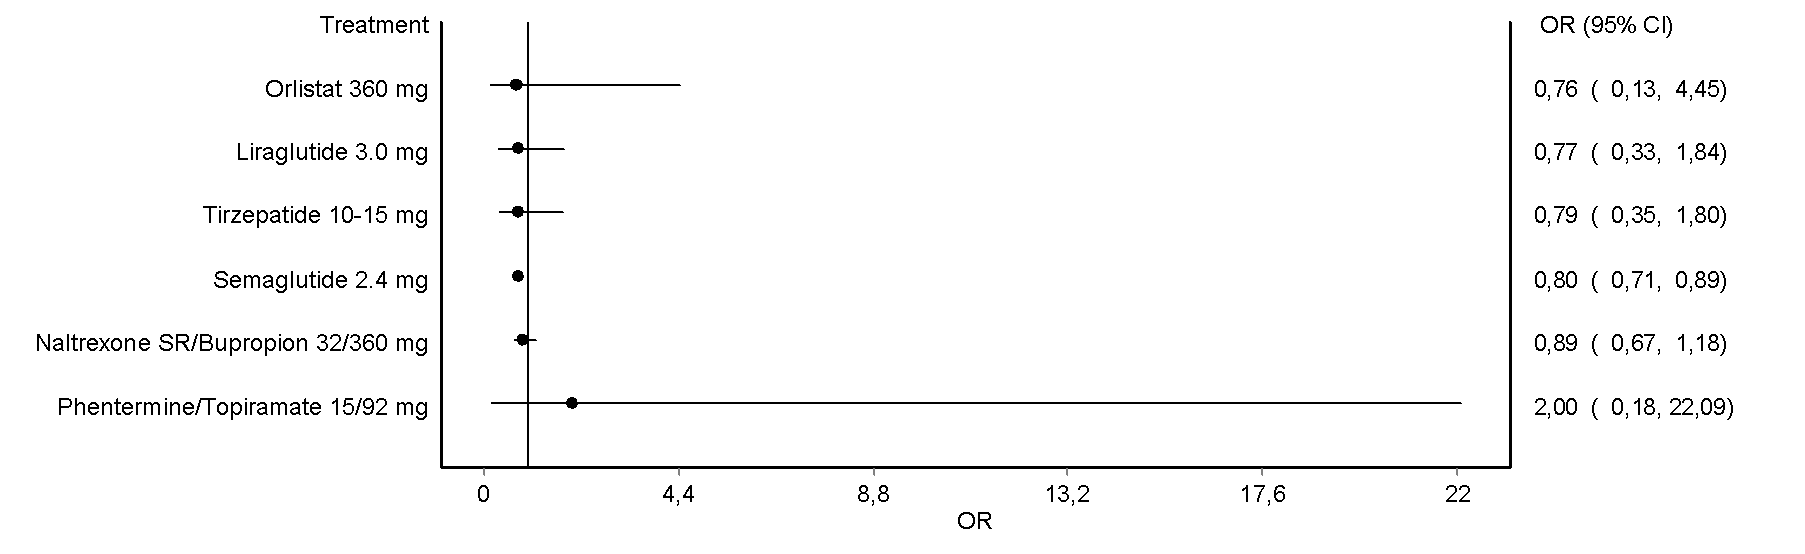 Treatment OR (95% CI)
Orlistat 360 mg 0,76 ( 0,13, 4,45)
Liraglutide 3.0 mg 0,77 ( 0,33, 1,84)
Tirzepatide 10-15 mg 0,79 ( 0,35, 1,80)
Semaglutide 2.4 mg 0,80 ( 0,71, 0,89)
Naltrexone SR/Bupropion 32/360 mg 0,89 ( 0,67, 1,18)
Phentermine/Topiramate 15/92 mg 2,00 ( 0,18, 22,09)
0 4,4 8,8 13,2 17,6 22
OR